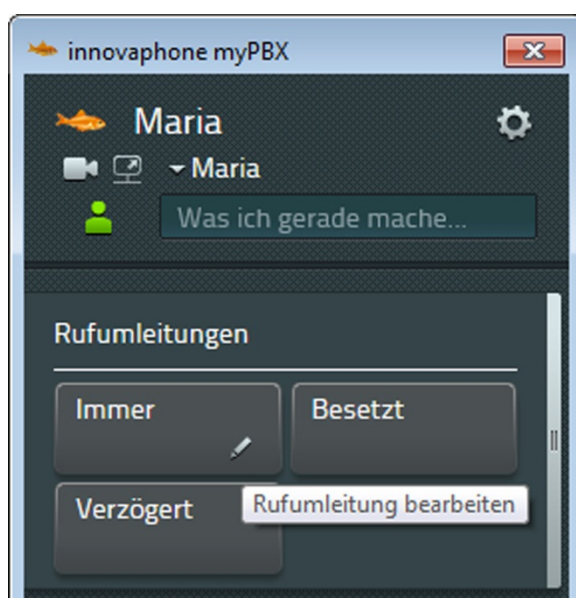 innovaphone myPBX
Maria
Maria
Was ich gerade mache...
Rufumleitungen
Immer
Besetzt
Verzögert
Rufumleitung bearbeiten